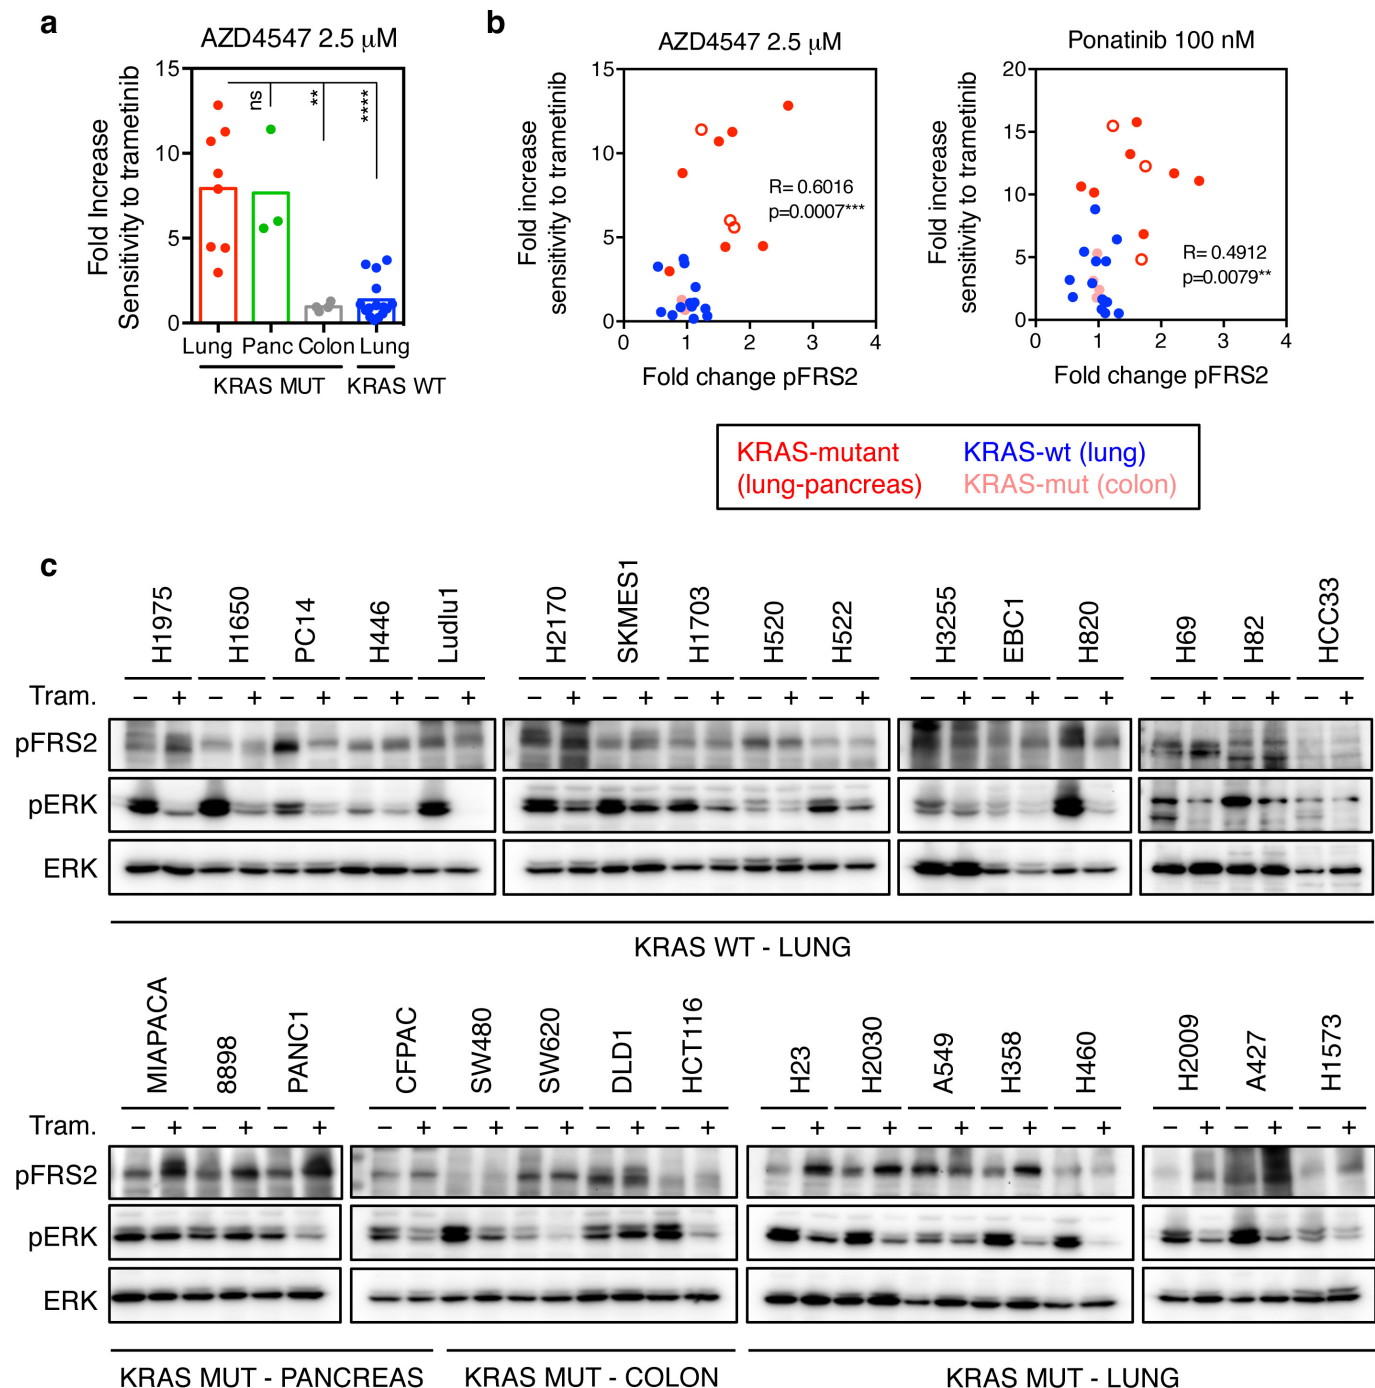 a
AZD4547 2.5 μM
Fold Increase
Sensitivity to trametinib
15
10
5
0
ns
**
****
Lung Panc Colon Lung
KRAS MUT KRAS WT
b
AZD4547 2.5 μM
Fold increase
sensitivity to trametinib
15
10
5
0
R= 0.6016
p=0.0007***
0 1 2 3 4
Fold change pFRS2
Ponatinib 100 nM
Fold increase
sensitivity to trametinib
20
15
10
5
0
R= 0.4912
p=0.0079**
0 1 2 3 4
Fold change pFRS2
KRAS-mutant
(lung-pancreas)
KRAS-wt (lung)
KRAS-mut (colon)
c
H1975 H1650 PC14 H446 Ludlu1 H2170 SKMES1 H1703 H520 H522 H3255 EBC1 H820 H69 H82 HCC33
Tram. – + – + – + – + – + – + – + – + – + – + – + – + – + – + – + – +
pFRS2
pERK
ERK
KRAS WT - LUNG
MIAPACA 8898 PANC1 CFPAC SW480 SW620 DLD1 HCT116 H23 H2030 A549 H358 H460 H2009 A427 H1573
Tram. – + – + – + – + – + – + – + – + – + – + – + – + – + – + – + – +
pFRS2
pERK
ERK
KRAS MUT - PANCREAS KRAS MUT - COLON KRAS MUT - LUNG